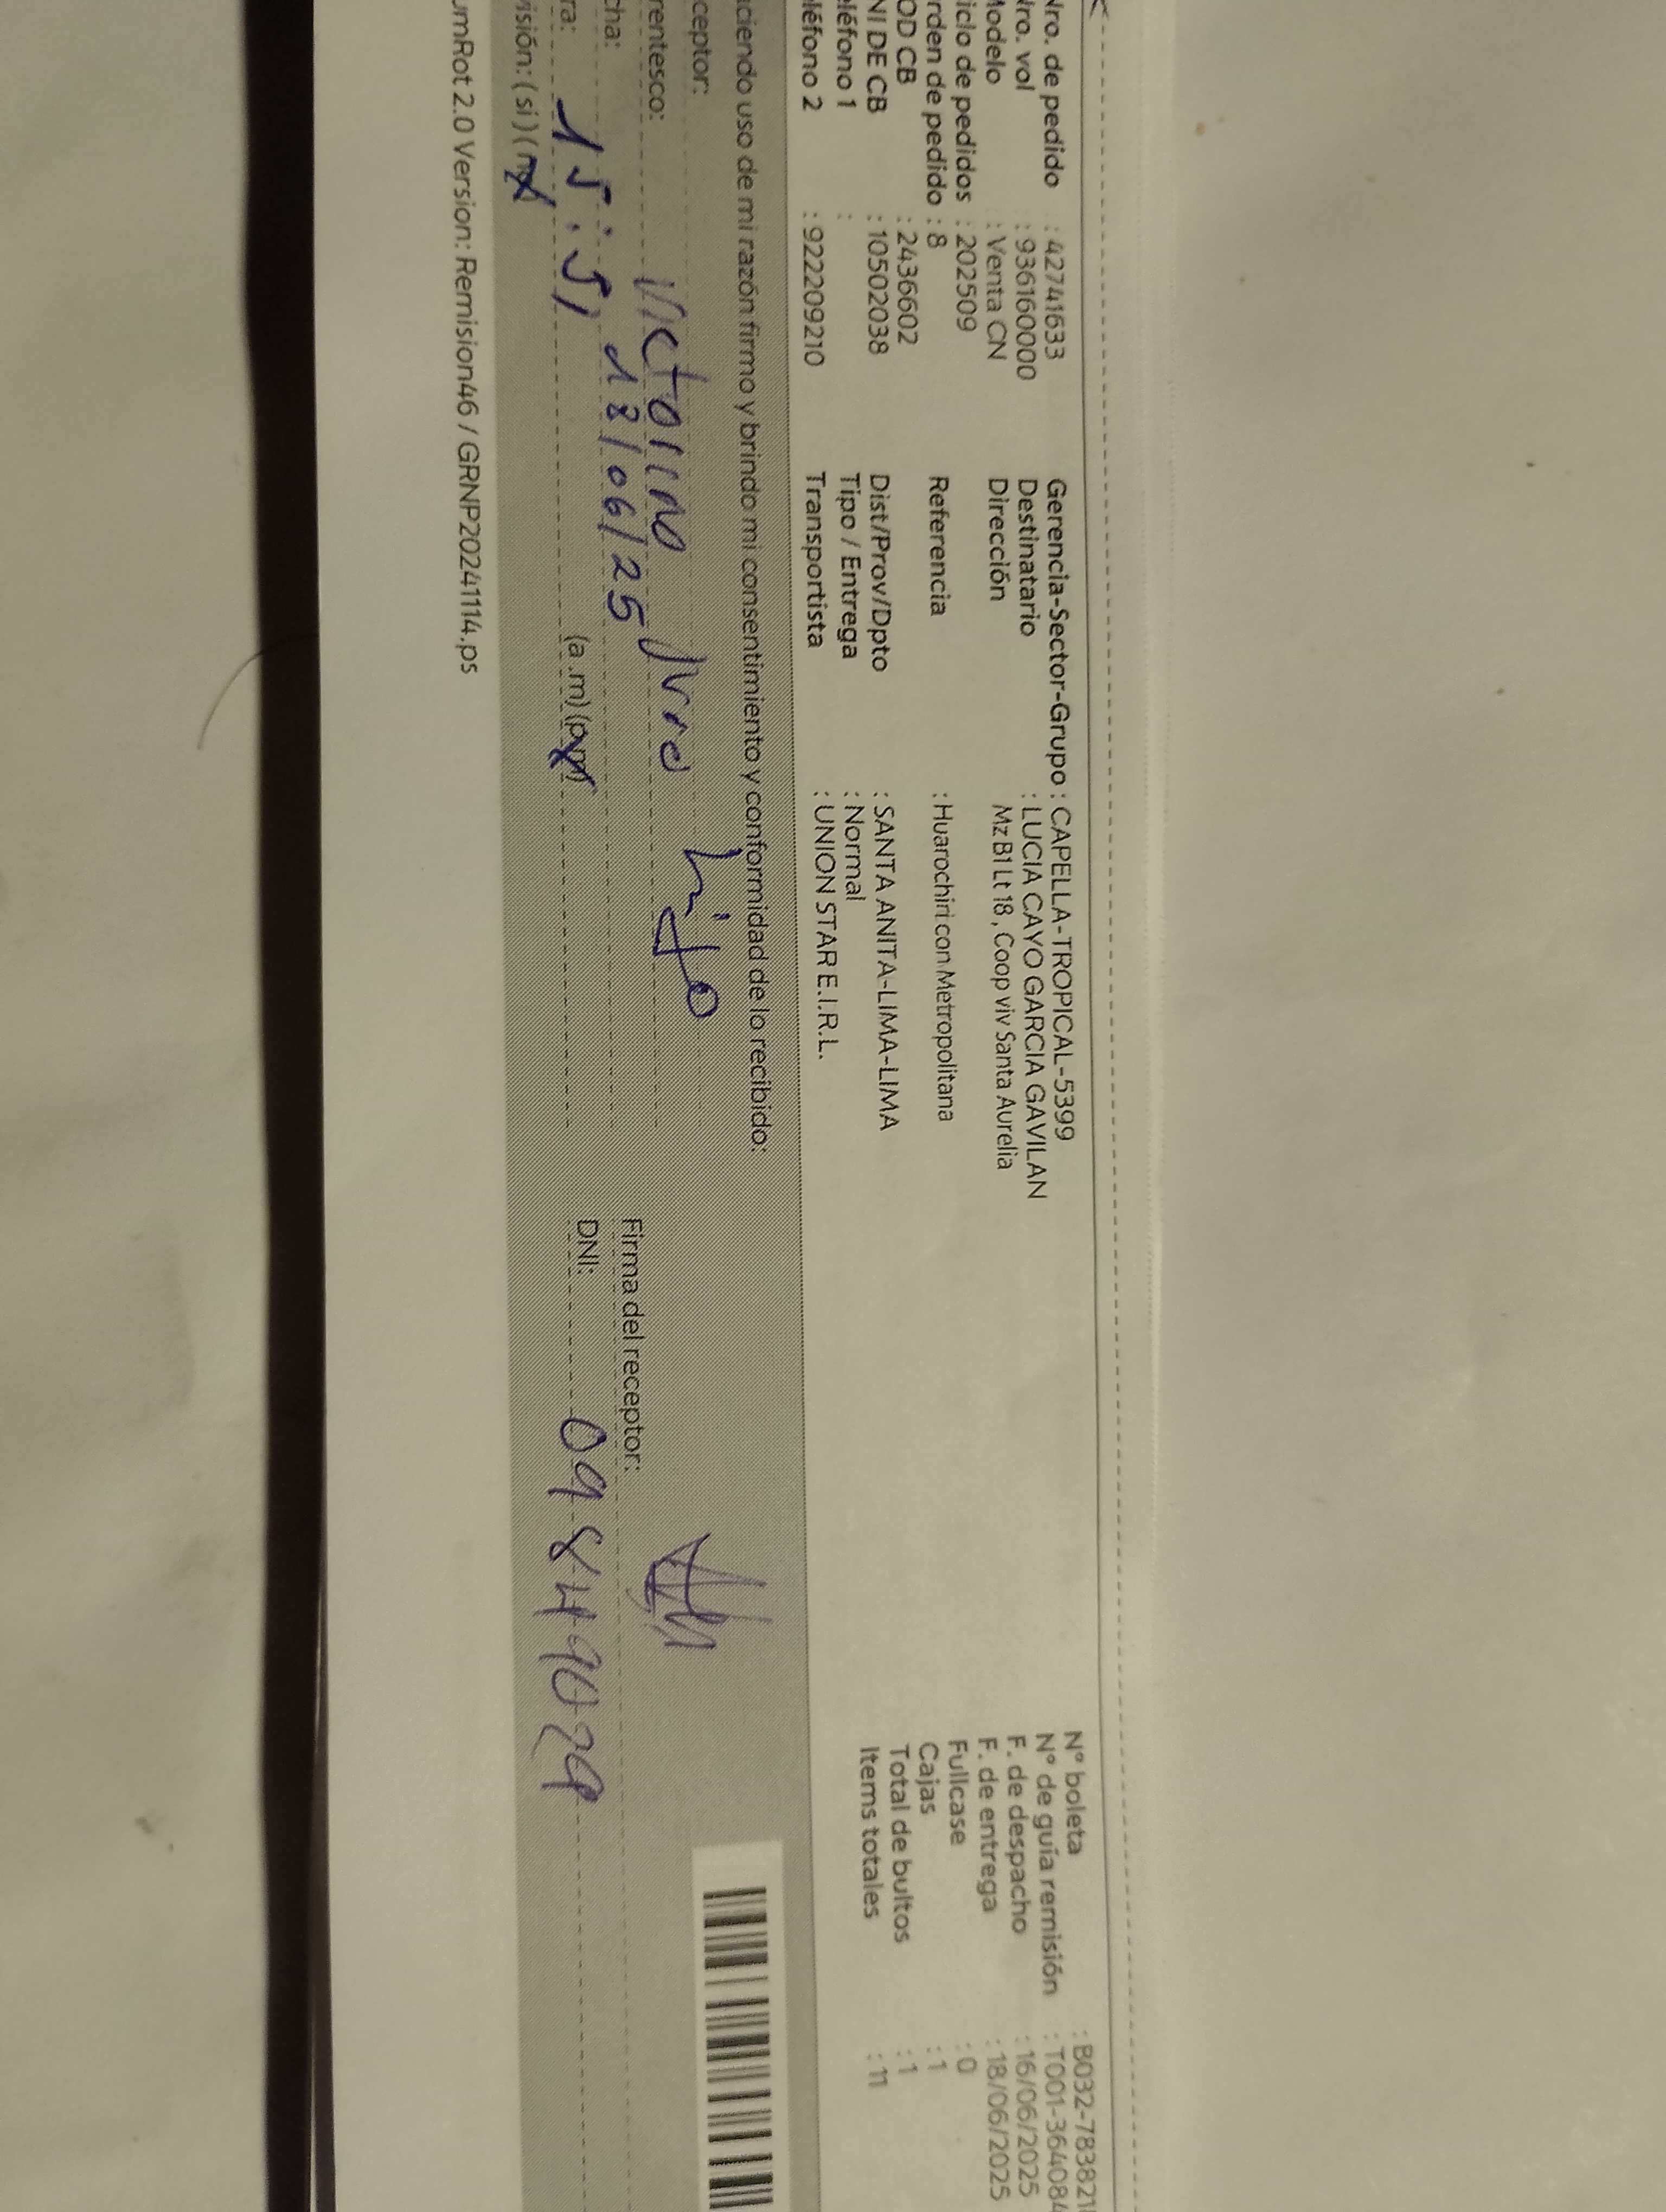 Nro. de pedido : 42741633
Nro. vol : 936160000
Modelo : Venta CN
iclo de pedidos : 202509
rden de pedido : 8
OD CB : 2436602
NI DE CB : 10502038
eléfono 1 :
léfono 2 : 922209210
Gerencia-Sector-Grupo : CAPELLA-TROPICAL-5399
Destinatario : LUCIA CAYO GARCIA GAVILAN
Dirección Mz B1 Lt 18 , Coop viv Santa Aurelia
Referencia : Huarochiri con Metropolitana
Dist/Prov/Dpto : SANTA ANITA-LIMA-LIMA
Tipo / Entrega : Normal
Transportista : UNION STAR E.I.R.L.
N° boleta : B032-783821
N° de guía remisión : T001-364084
F. de despacho : 16/06/2025
F. de entrega : 18/06/2025
Fullcase : 0
Cajas : 1
Total de bultos : 1
Items totales : 11
ciendo uso de mi razón firmo y brindo mi consentimiento y conformidad de lo recibido:
ceptor: Victorino
rentesco: hijo
cha: 18/06/25
ra: 15:51 (a.m) (pm)
visión: ( si ) ( no
Firma del receptor:
DNI: 09849029
umRot 2.0 Version: Remision46 / GRNP20241114.ps